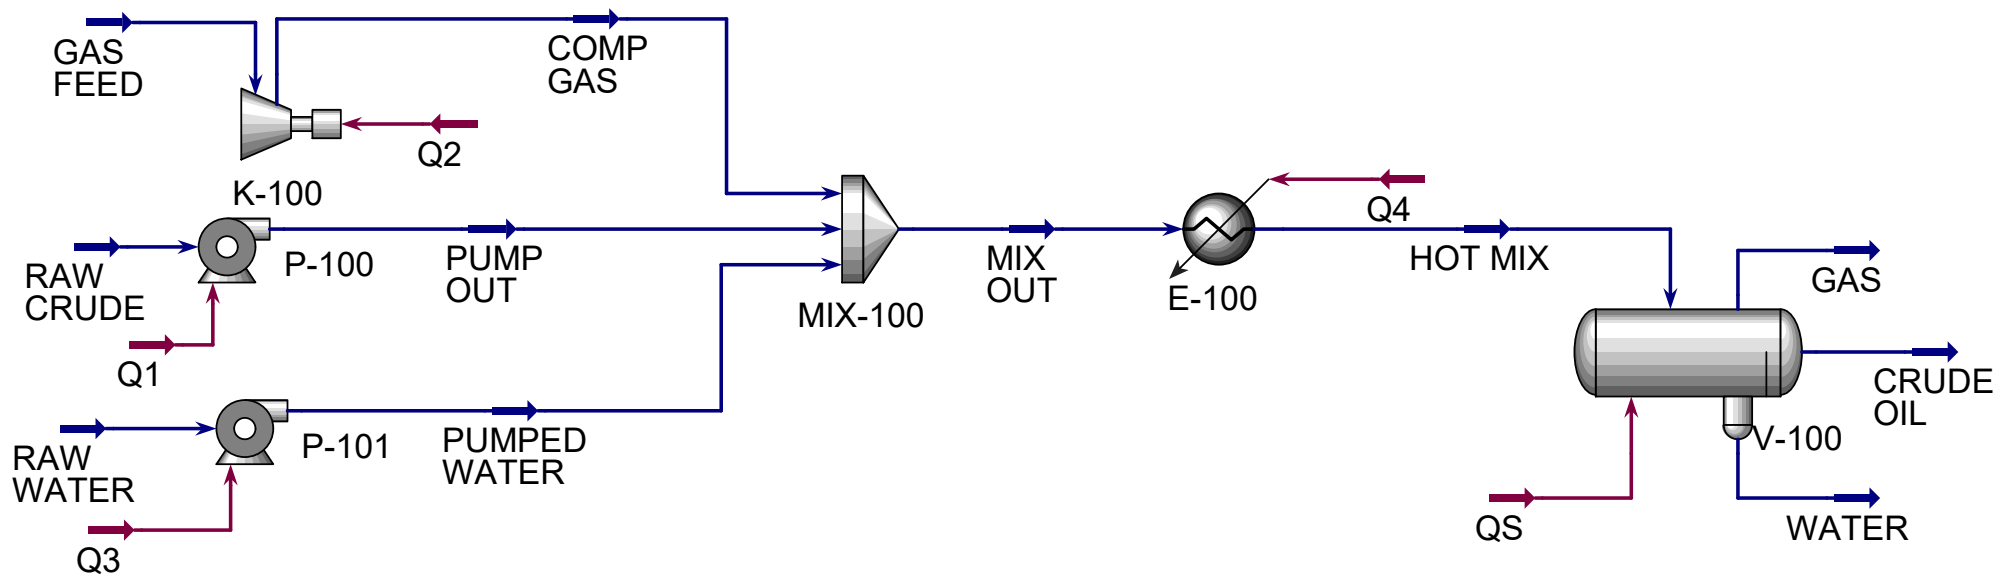 GAS
FEED
COMP
GAS
Q2
K-100
RAW
CRUDE
P-100
Q1
PUMP
OUT
RAW
WATER
P-101
Q3
PUMPED
WATER
MIX-100
MIX
OUT
Q4
E-100
HOT MIX
GAS
CRUDE
OIL
V-100
QS
WATER